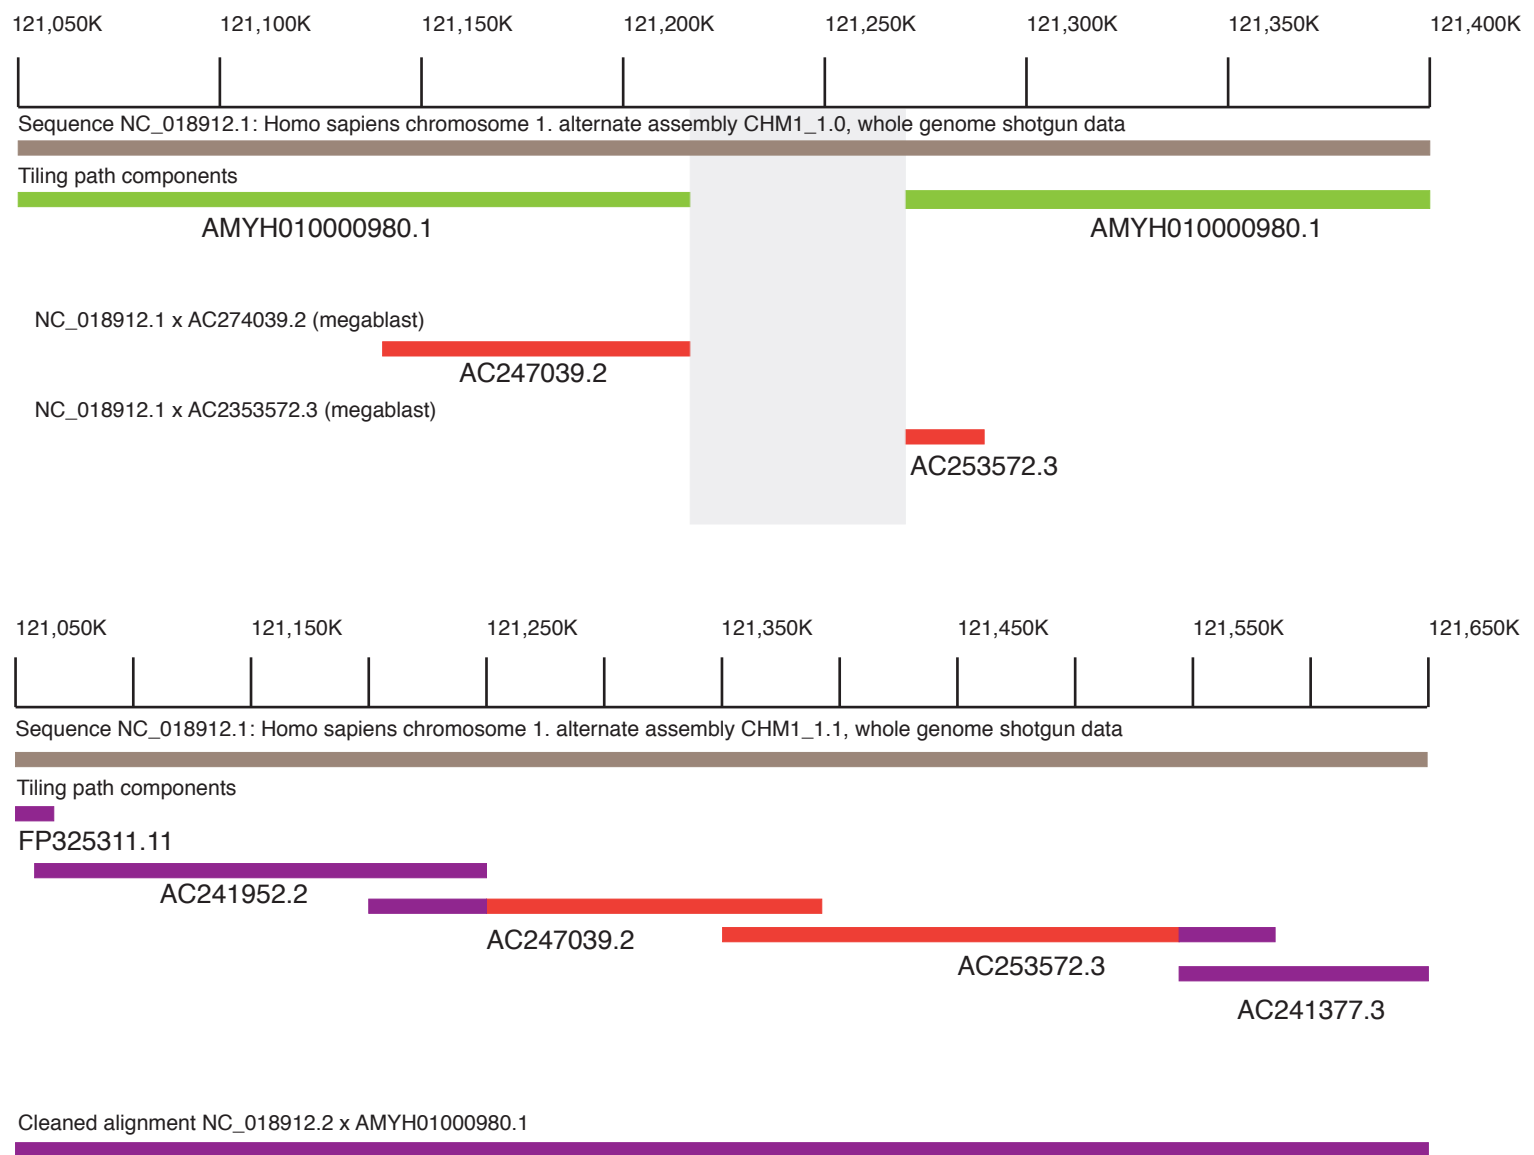 121,050K 121,100K 121,150K 121,200K 121,250K 121,300K 121,350K 121,400K
Sequence NC_018912.1: Homo sapiens chromosome 1. alternate assembly CHM1_1.0, whole genome shotgun data
Tiling path components
AMYH010000980.1 AMYH010000980.1
NC_018912.1 x AC274039.2 (megablast)
AC247039.2
NC_018912.1 x AC2353572.3 (megablast)
AC253572.3
121,050K 121,150K 121,250K 121,350K 121,450K 121,550K 121,650K
Sequence NC_018912.1: Homo sapiens chromosome 1. alternate assembly CHM1_1.1, whole genome shotgun data
Tiling path components
FP325311.11
AC241952.2
AC247039.2
AC253572.3
AC241377.3
Cleaned alignment NC_018912.2 x AMYH01000980.1